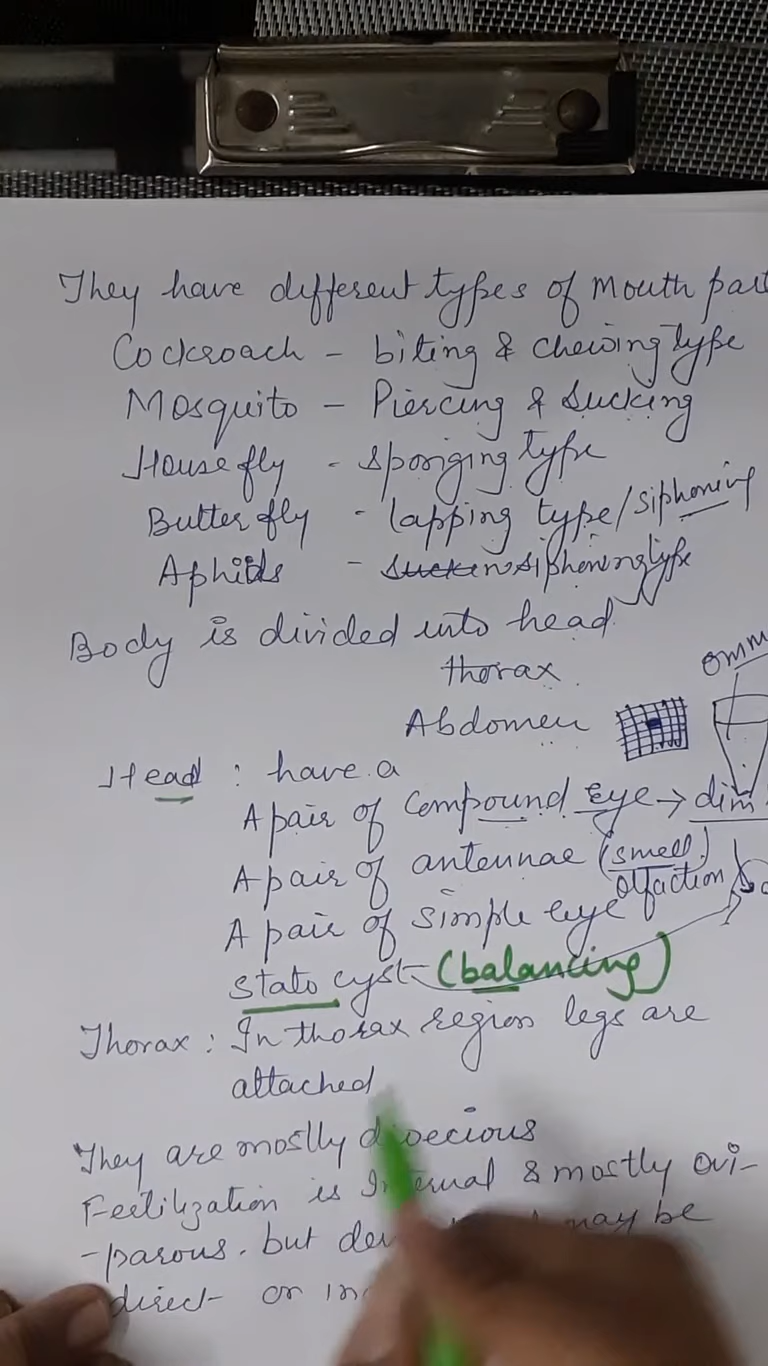 They have different types of Mouth part
Cockroach - biting & chewing type
Mosquito - Piercing & Sucking
Housefly - Sponging type
Butterfly - lapping type/siphoning
Aphids - siphoning type
Body is divided into head
thorax
Abdomen
omm
Head : have a
A pair of compound Eye → dim
A pair of antennae (smell)
olfaction
A pair of simple eye
stato cyst (balancing)
Thorax : In thorax region legs are
attached
They are mostly dioecious
Fertilization is Internal & mostly Ovi-
-parous. but may be
direct or in